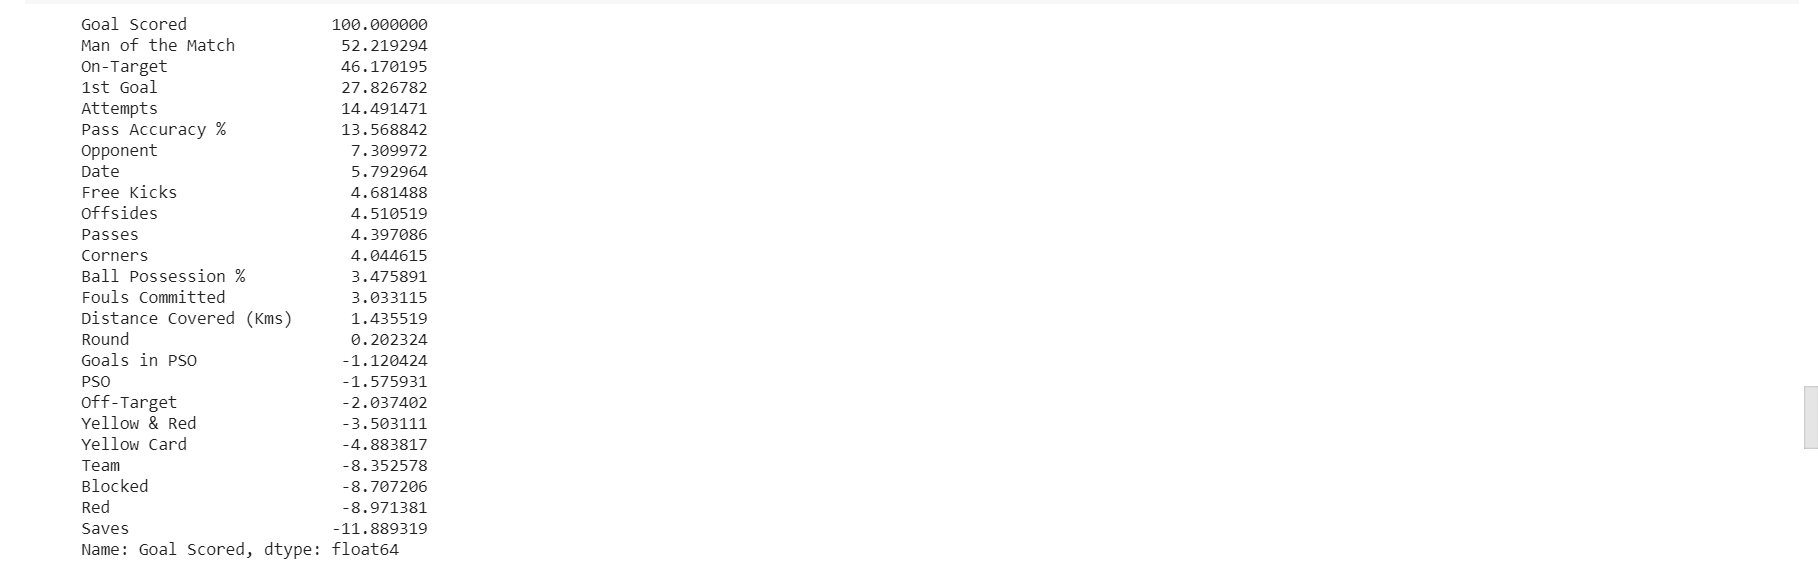 Goal Scored 100.000000
Man of the Match 52.219294
On-Target 46.170195
1st Goal 27.826782
Attempts 14.491471
Pass Accuracy % 13.568842
Opponent 7.309972
Date 5.792964
Free Kicks 4.681488
Offsides 4.510519
Passes 4.397086
Corners 4.044615
Ball Possession % 3.475891
Fouls Committed 3.033115
Distance Covered (Kms) 1.435519
Round 0.202324
Goals in PSO -1.120424
PSO -1.575931
Off-Target -2.037402
Yellow & Red -3.503111
Yellow Card -4.883817
Team -8.352578
Blocked -8.707206
Red -8.971381
Saves -11.889319
Name: Goal Scored, dtype: float64